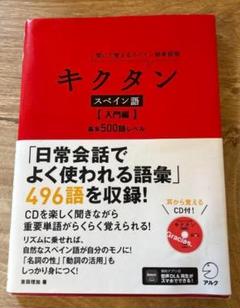 聞いて覚えるスペイン語単語帳
キクタン
スペイン語
【入門編】
基本500語レベル
「日常会話で
よく使われる語彙」
496語を収録!
CDを楽しく聞きながら
重要単語がらくらく覚えられる!
リズムに乗せれば、
自然なスペイン語が自分のモノに!
「名詞の性」「動詞の活用」も
しっかり身につく!
耳から覚える
CD付!
Gracias.
吉田理加 著
アルク